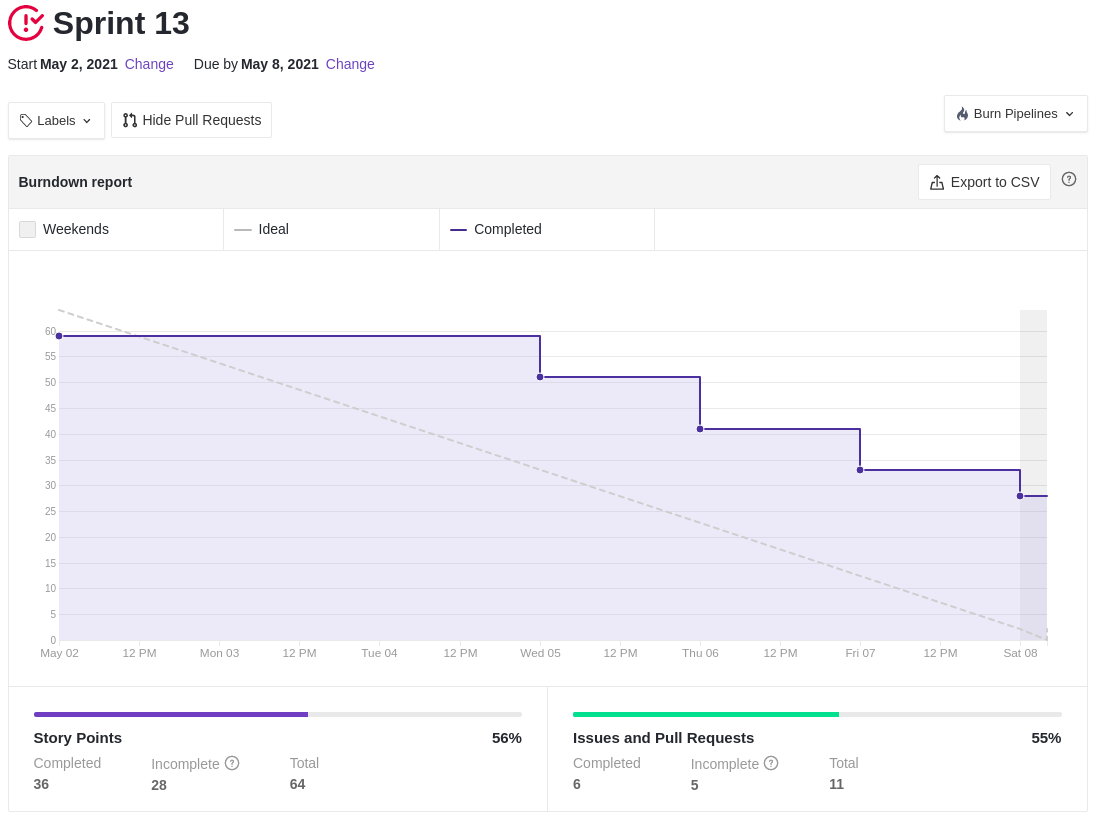 Sprint 13
Start May 2, 2021 Change Due by May 8, 2021 Change
Labels Hide Pull Requests Burn Pipelines
Burndown report Export to CSV ?
Weekends Ideal Completed
60
55
50
45
40
35
30
25
20
15
10
5
0
May 02 12 PM Mon 03 12 PM Tue 04 12 PM Wed 05 12 PM Thu 06 12 PM Fri 07 12 PM Sat 08
Story Points 56%
Completed Incomplete ? Total
36 28 64
Issues and Pull Requests 55%
Completed Incomplete ? Total
6 5 11